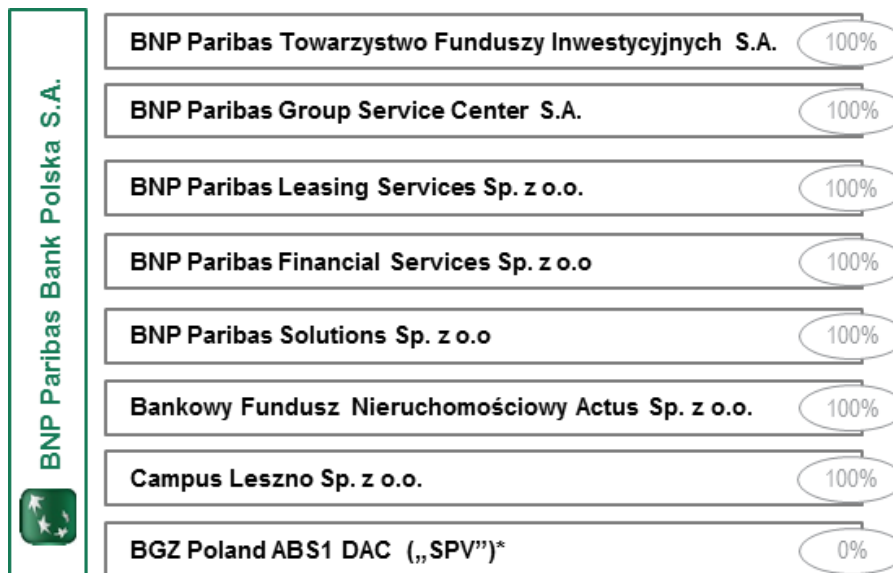 BNP Paribas Bank Polska S.A.
BNP Paribas Towarzystwo Funduszy Inwestycyjnych S.A. 100%
BNP Paribas Group Service Center S.A. 100%
BNP Paribas Leasing Services Sp. z o.o. 100%
BNP Paribas Financial Services Sp. z o.o 100%
BNP Paribas Solutions Sp. z o.o 100%
Bankowy Fundusz Nieruchomościowy Actus Sp. z o.o. 100%
Campus Leszno Sp. z o.o. 100%
BGZ Poland ABS1 DAC („SPV”)* 0%